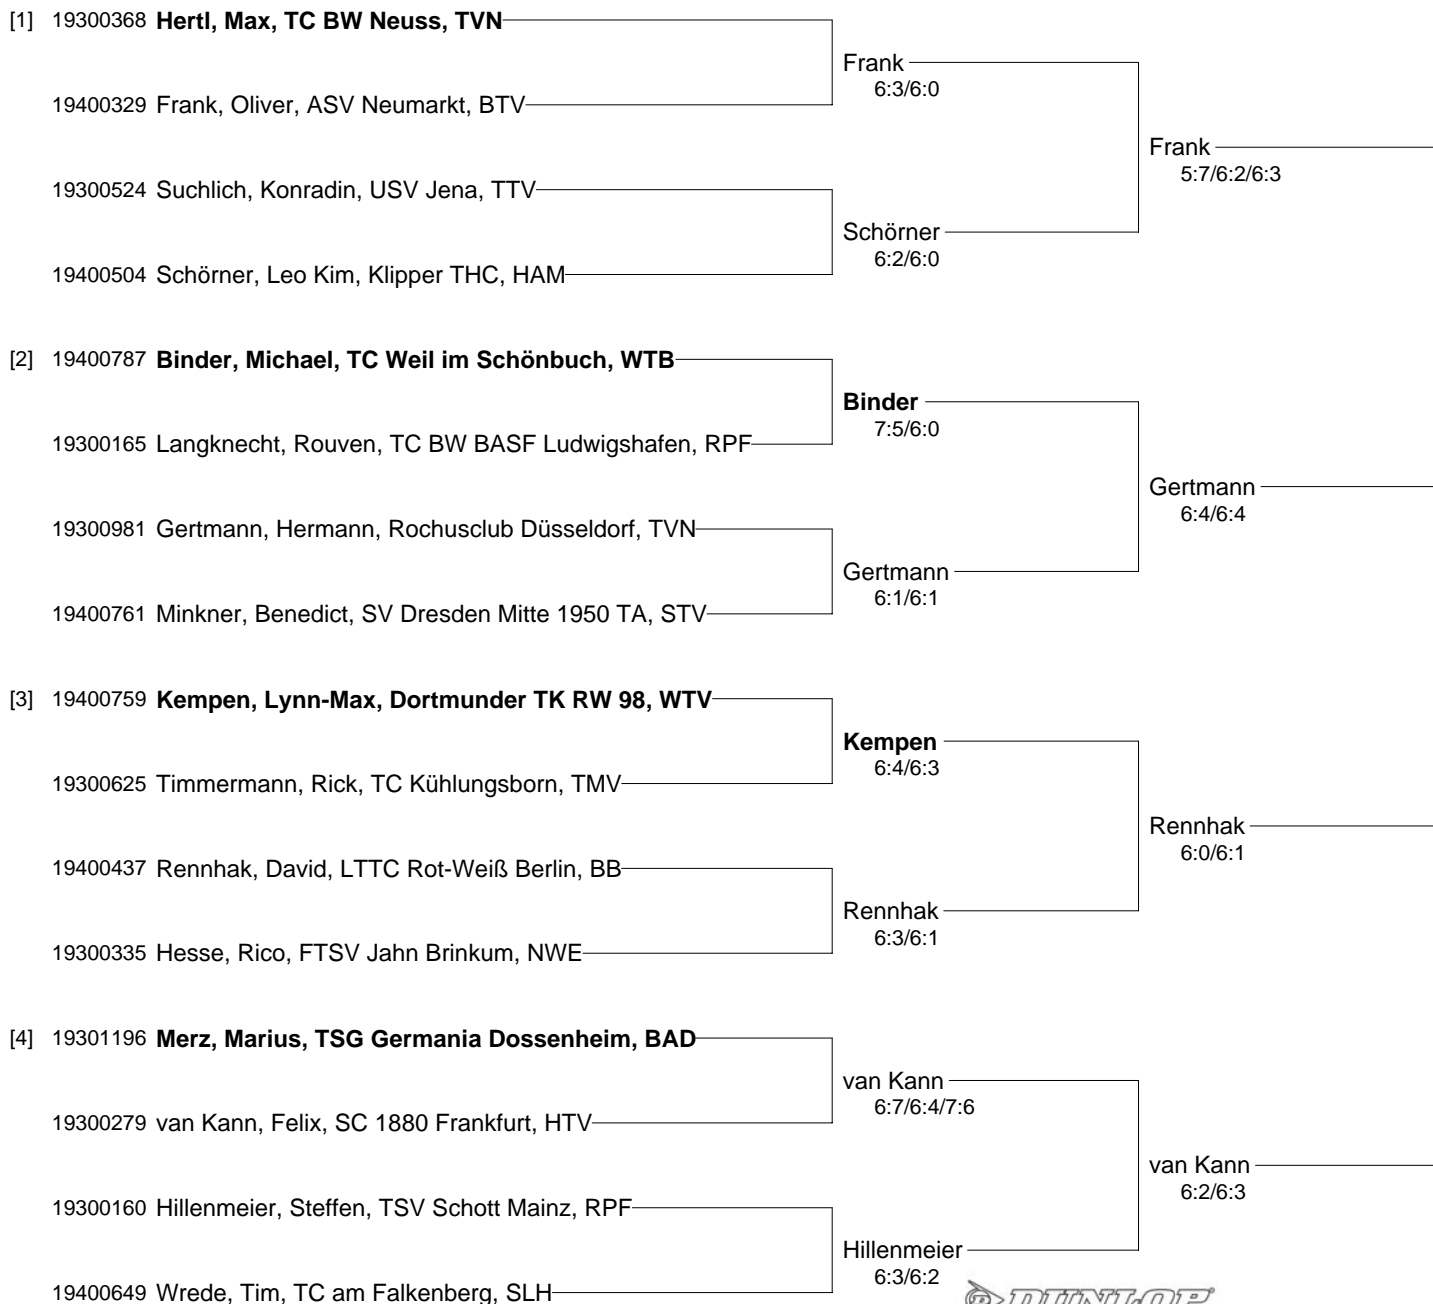 [1] 19300368 Hertl, Max, TC BW Neuss, TVN
Frank
6:3/6:0
19400329 Frank, Oliver, ASV Neumarkt, BTV
Frank
5:7/6:2/6:3
19300524 Suchlich, Konradin, USV Jena, TTV
Schörner
6:2/6:0
19400504 Schörner, Leo Kim, Klipper THC, HAM
[2] 19400787 Binder, Michael, TC Weil im Schönbuch, WTB
Binder
7:5/6:0
19300165 Langknecht, Rouven, TC BW BASF Ludwigshafen, RPF
Gertmann
6:4/6:4
19300981 Gertmann, Hermann, Rochusclub Düsseldorf, TVN
Gertmann
6:1/6:1
19400761 Minkner, Benedict, SV Dresden Mitte 1950 TA, STV
[3] 19400759 Kempen, Lynn-Max, Dortmunder TK RW 98, WTV
Kempen
6:4/6:3
19300625 Timmermann, Rick, TC Kühlungsborn, TMV
Rennhak
6:0/6:1
19400437 Rennhak, David, LTTC Rot-Weiß Berlin, BB
Rennhak
6:3/6:1
19300335 Hesse, Rico, FTSV Jahn Brinkum, NWE
[4] 19301196 Merz, Marius, TSG Germania Dossenheim, BAD
van Kann
6:7/6:4/7:6
19300279 van Kann, Felix, SC 1880 Frankfurt, HTV
van Kann
6:2/6:3
19300160 Hillenmeier, Steffen, TSV Schott Mainz, RPF
Hillenmeier
6:3/6:2
19400649 Wrede, Tim, TC am Falkenberg, SLH
DUNLOP